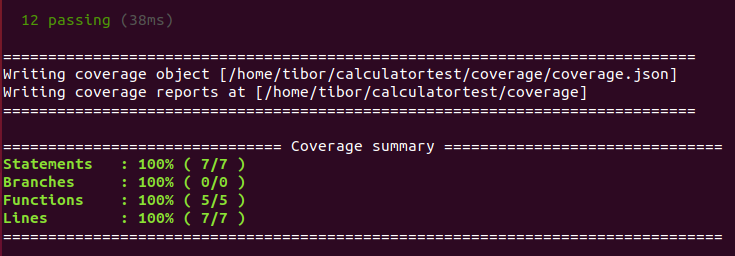 12 passing (38ms)
=============================================================================
Writing coverage object [/home/tibor/calculatortest/coverage/coverage.json]
Writing coverage reports at [/home/tibor/calculatortest/coverage]
=============================================================================
=============================== Coverage summary ===============================
Statements   : 100% ( 7/7 )
Branches     : 100% ( 0/0 )
Functions    : 100% ( 5/5 )
Lines        : 100% ( 7/7 )
================================================================================